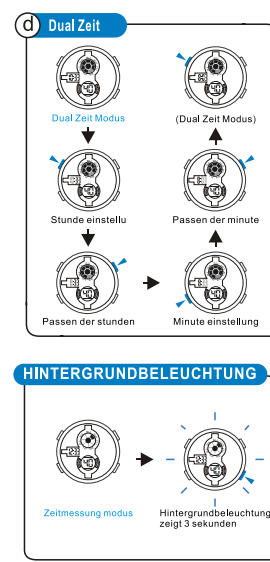 d Dual Zeit
Dual Zeit Modus
(Dual Zeit Modus)
Stunde einstellu
Passen der minute
Passen der stunden
Minute einstellung
HINTERGRUNDBELEUCHTUNG
Zeitmessung modus
Hintergrundbeleuchtung
zeigt 3 sekunden